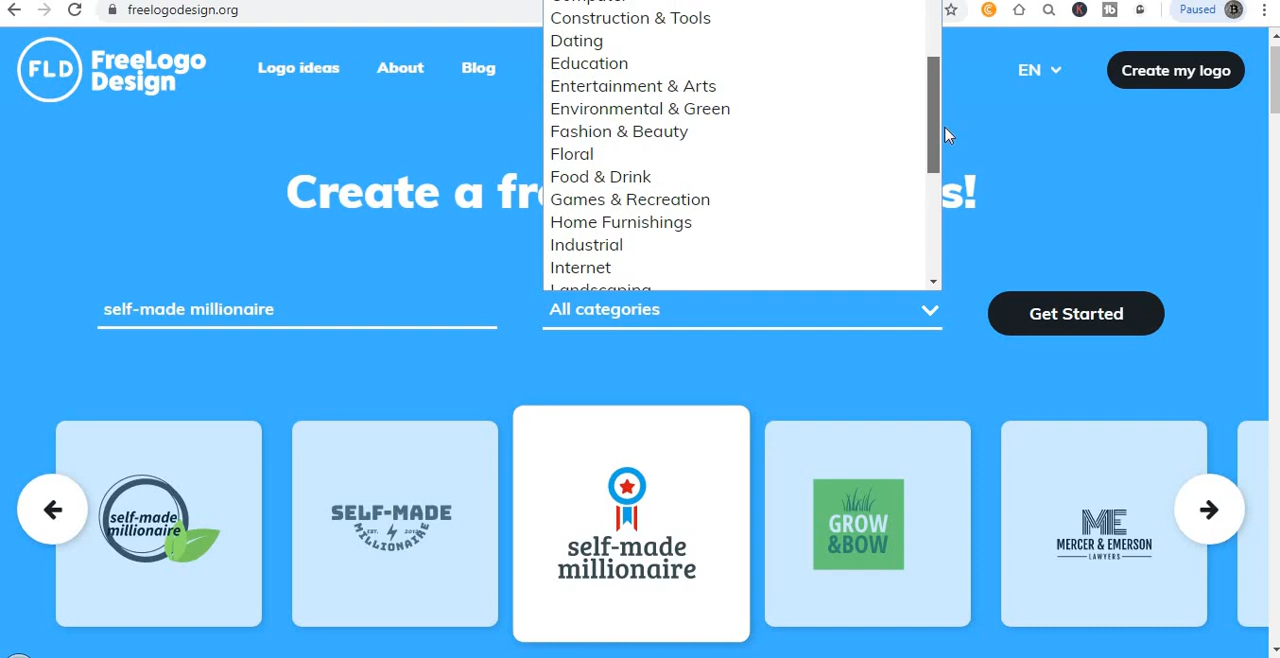 freelogodesign.org
Paused
FLD
FreeLogo
Design
Logo ideas
About
Blog
EN
Create my logo
Computer
Construction & Tools
Dating
Education
Entertainment & Arts
Environmental & Green
Fashion & Beauty
Floral
Food & Drink
Games & Recreation
Home Furnishings
Industrial
Internet
Landscaping
Create a fr
s!
self-made millionaire
All categories
Get Started
self-made
millionaire
SELF-MADE
EST.
MILLIONAIRE
self-made
millionaire
GROW
&BOW
ME
MERCER & EMERSON
LAWYERS